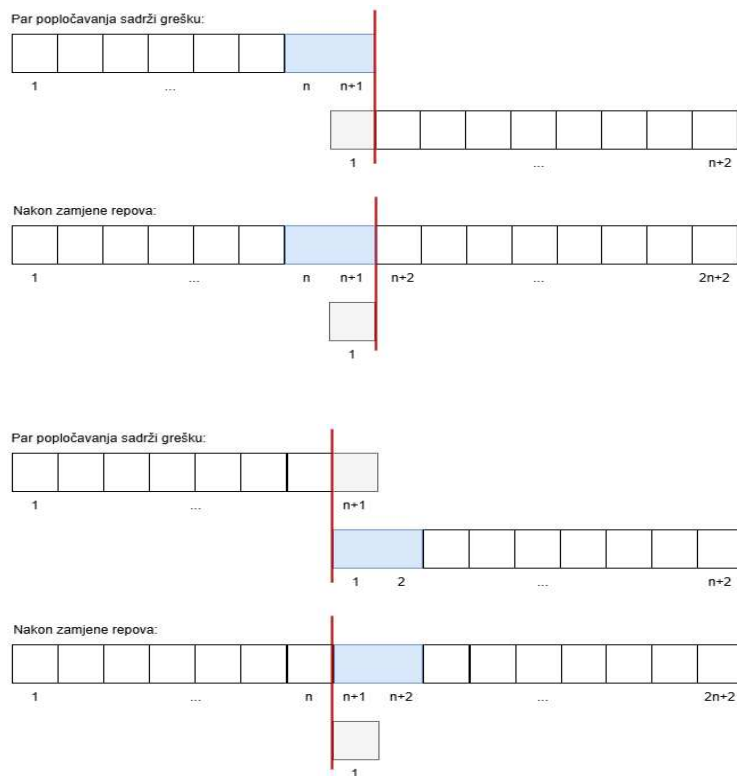 Par popločavanja sadrži grešku:
1 ... n n+1
1 ... n+2
Nakon zamjene repova:
1 ... n n+1 n+2 ... 2n+2
1
Par popločavanja sadrži grešku:
1 ... n+1
1 2 ... n+2
Nakon zamjene repova:
1 ... n n+1 n+2 ... 2n+2
1